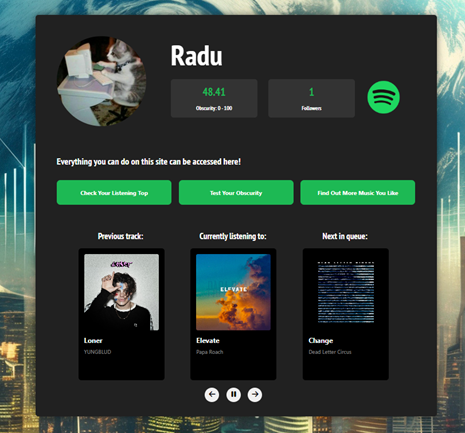 Radu
48.41
Obscurity: 0 - 100
1
Followers
Everything you can do on this site can be accessed here!
Check Your Listening Top
Test Your Obscurity
Find Out More Music You Like
Previous track:
Currently listening to:
Next in queue:
ELEVATE
Loner
YUNGBLUD
Elevate
Papa Roach
Change
Dead Letter Circus